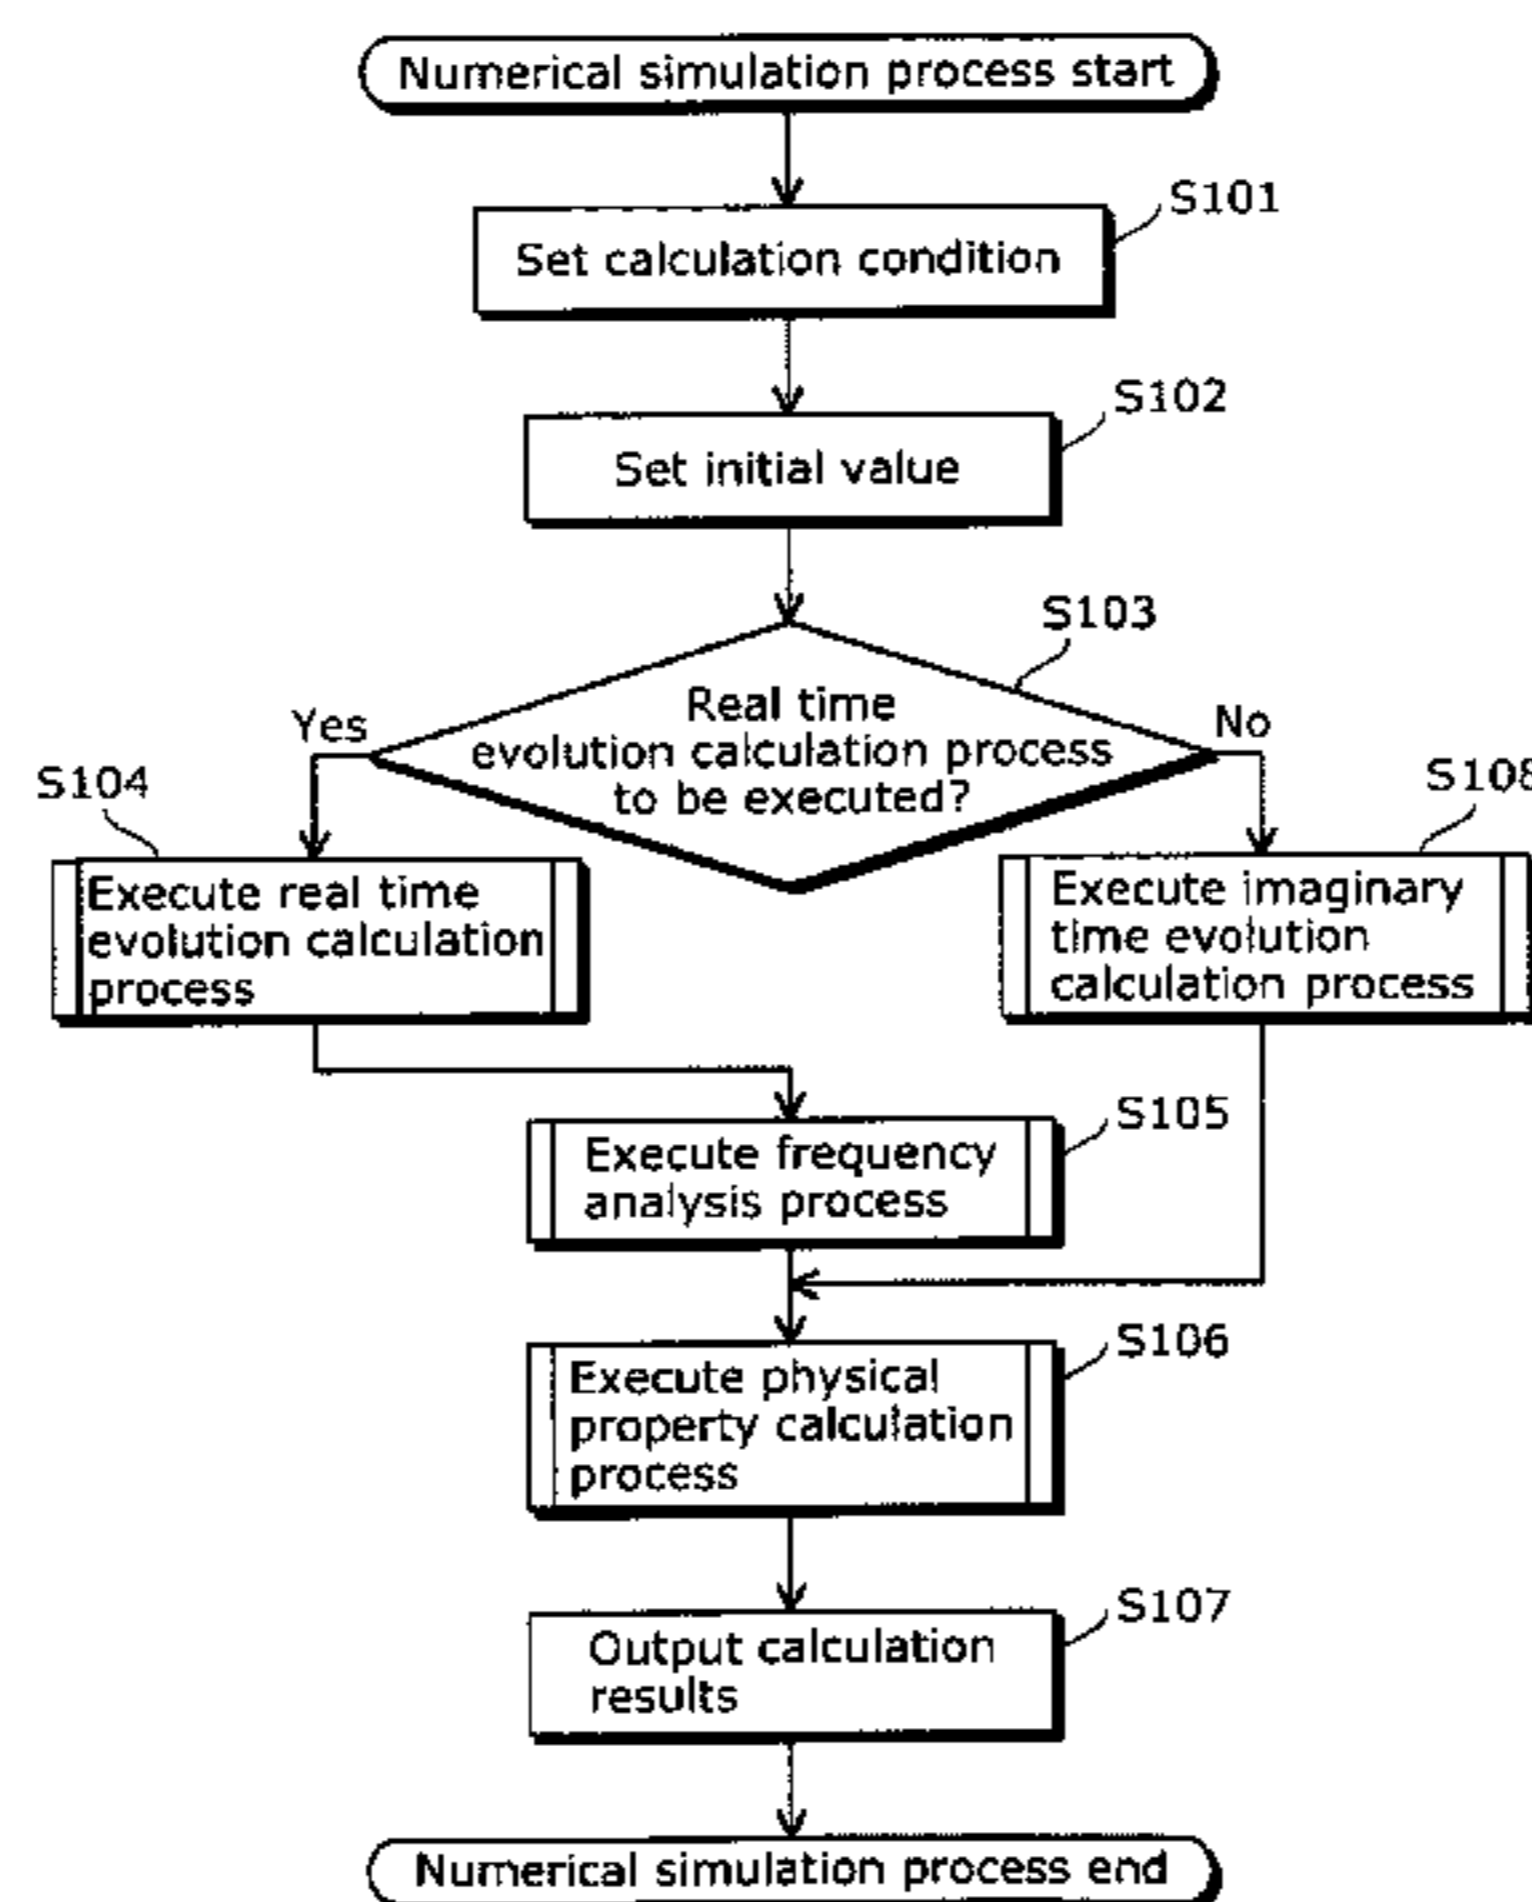 Numerical simulation process start
S101
Set calculation condition
S102
Set initial value
S103
Real time
evolution calculation process
to be executed?
Yes
No
S104
Execute real time
evolution calculation
process
S108
Execute imaginary
time evolution
calculation process
S105
Execute frequency
analysis process
S106
Execute physical
property calculation
process
S107
Output calculation
results
Numerical simulation process end